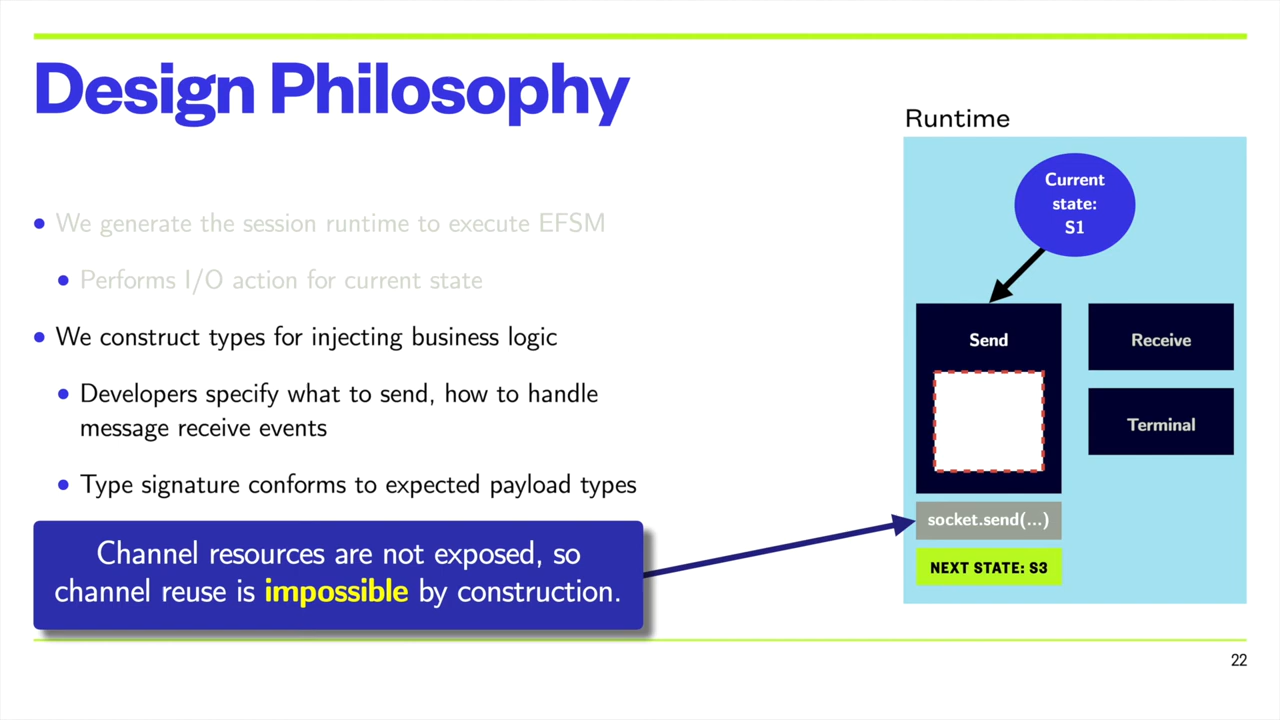 Design Philosophy
We generate the session runtime to execute EFSM
Performs I/O action for current state
We construct types for injecting business logic
Developers specify what to send, how to handle
message receive events
Type signature conforms to expected payload types
Channel resources are not exposed, so
channel reuse is impossible by construction.
Runtime
Current
state:
S1
Send
Receive
Terminal
socket.send(...)
NEXT STATE: S3
22